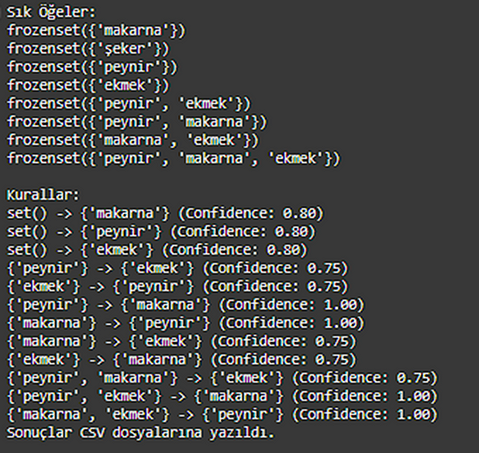 Sık Öğeler:
frozenset({'makarna'})
frozenset({'şeker'})
frozenset({'peynir'})
frozenset({'ekmek'})
frozenset({'peynir', 'ekmek'})
frozenset({'peynir', 'makarna'})
frozenset({'makarna', 'ekmek'})
frozenset({'peynir', 'makarna', 'ekmek'})
Kurallar:
set() -> {'makarna'} (Confidence: 0.80)
set() -> {'peynir'} (Confidence: 0.80)
set() -> {'ekmek'} (Confidence: 0.80)
{'peynir'} -> {'ekmek'} (Confidence: 0.75)
{'ekmek'} -> {'peynir'} (Confidence: 0.75)
{'peynir'} -> {'makarna'} (Confidence: 1.00)
{'makarna'} -> {'peynir'} (Confidence: 1.00)
{'makarna'} -> {'ekmek'} (Confidence: 0.75)
{'ekmek'} -> {'makarna'} (Confidence: 0.75)
{'peynir', 'makarna'} -> {'ekmek'} (Confidence: 0.75)
{'peynir', 'ekmek'} -> {'makarna'} (Confidence: 1.00)
{'makarna', 'ekmek'} -> {'peynir'} (Confidence: 1.00)
Sonuçlar CSV dosyalarına yazıldı.